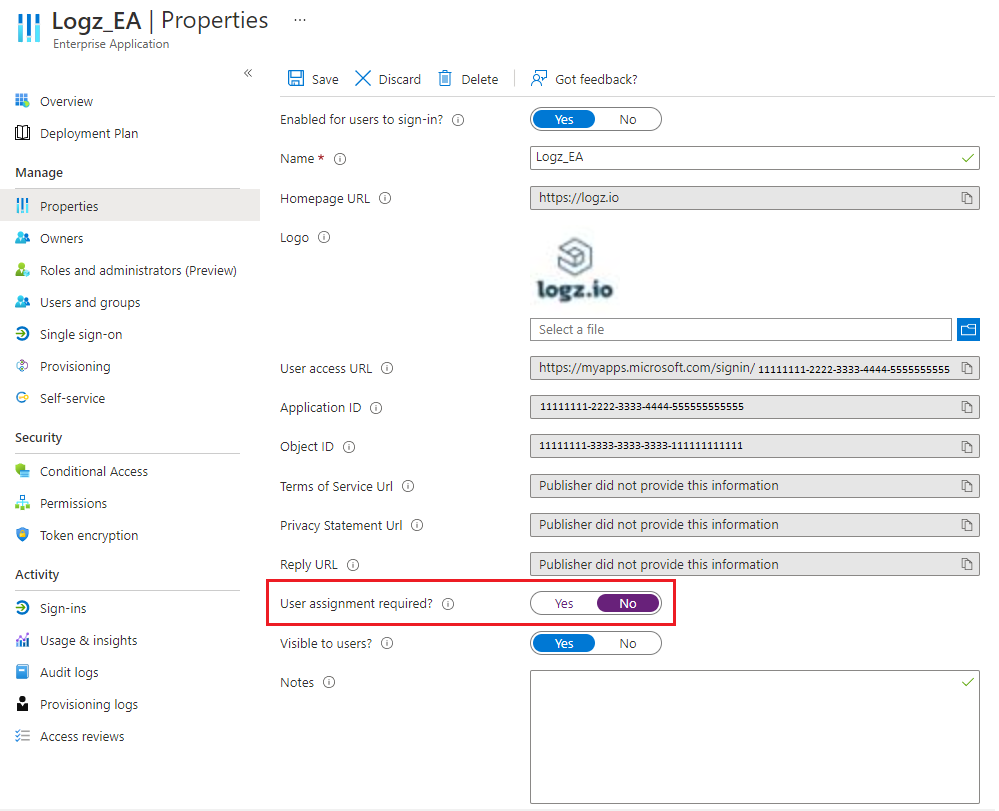 Logz_EA | Properties ...
Enterprise Application
«
Save Discard Delete Got feedback?
Overview
Deployment Plan
Manage
Properties
Owners
Roles and administrators (Preview)
Users and groups
Single sign-on
Provisioning
Self-service
Security
Conditional Access
Permissions
Token encryption
Activity
Sign-ins
Usage & insights
Audit logs
Provisioning logs
Access reviews
Enabled for users to sign-in? Yes No
Name * Logz_EA
Homepage URL https://logz.io
Logo
logz.io
Select a file
User access URL https://myapps.microsoft.com/signin/ 11111111-2222-3333-4444-5555555555
Application ID 11111111-2222-3333-4444-555555555555
Object ID 11111111-3333-3333-3333-111111111111
Terms of Service Url Publisher did not provide this information
Privacy Statement Url Publisher did not provide this information
Reply URL Publisher did not provide this information
User assignment required? Yes No
Visible to users? Yes No
Notes